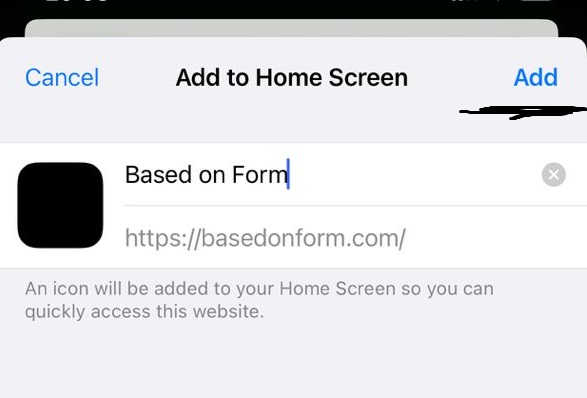 Cancel Add to Home Screen Add
Based on Form
https://basedonform.com/
An icon will be added to your Home Screen so you can
quickly access this website.